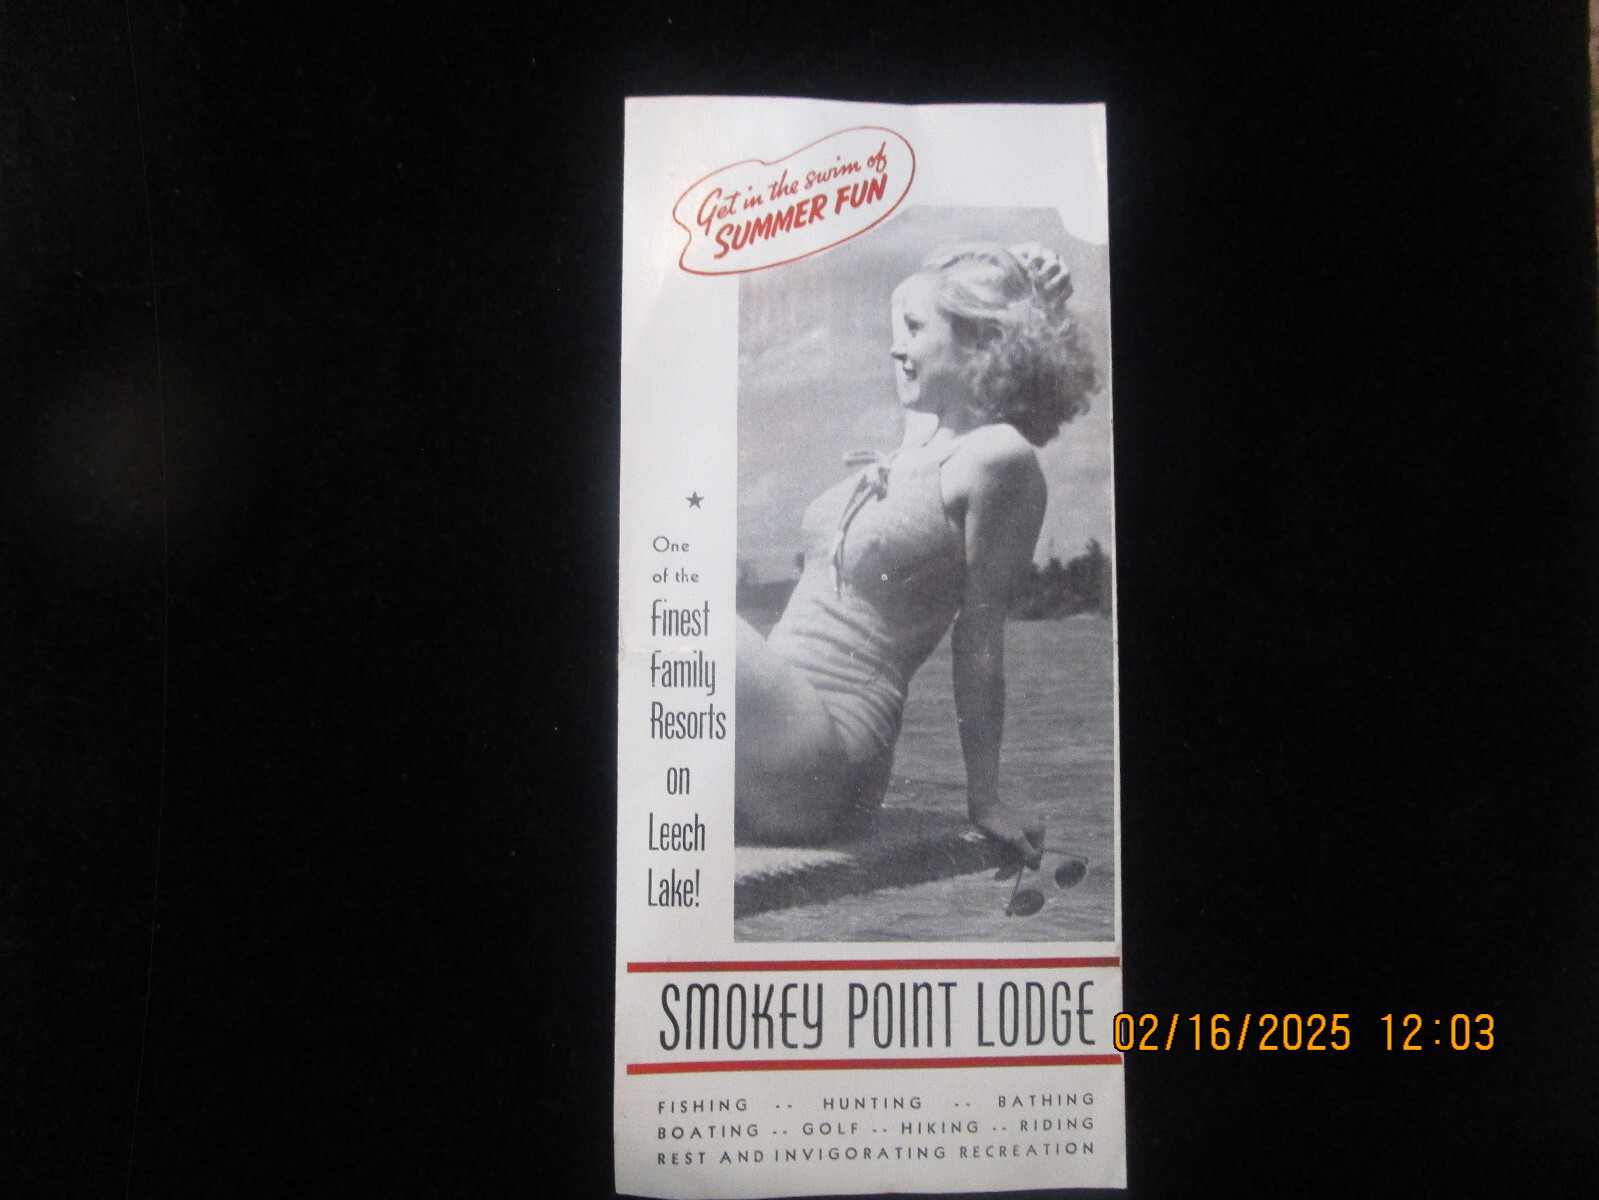 Get in the swim of
SUMMER FUN
One
of the
Finest
Family
Resorts
on
Leech
Lake!
SMOKEY POINT LODGE
02/16/2025 12:03
FISHING -- HUNTING -- BATHING
BOATING -- GOLF -- HIKING -- RIDING
REST AND INVIGORATING RECREATION